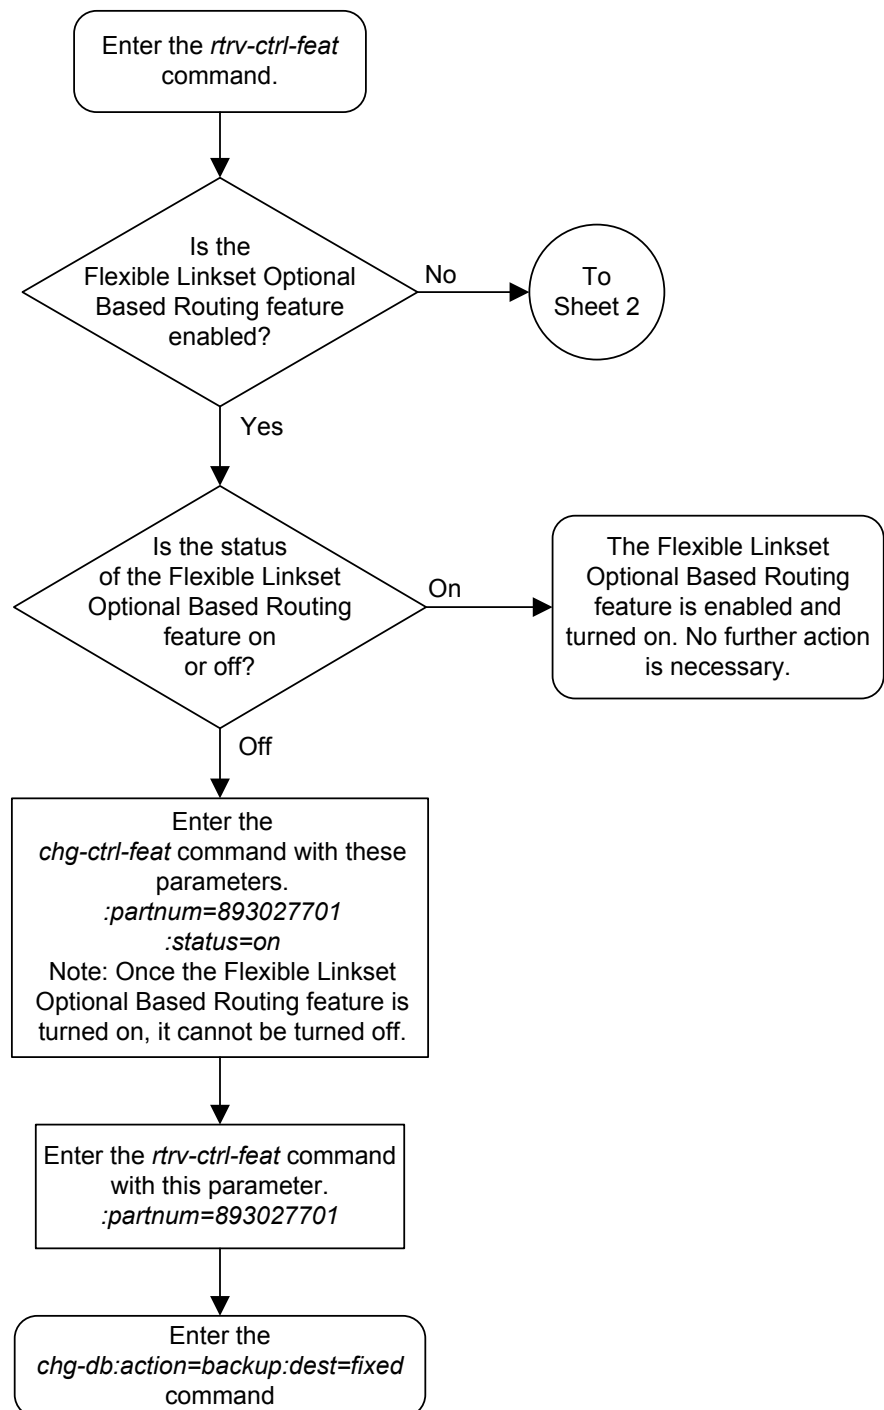 Enter the rtrv-ctrl-feat
command.
Is the
Flexible Linkset Optional
Based Routing feature
enabled?
No
To
Sheet 2
Yes
Is the status
of the Flexible Linkset
Optional Based Routing
feature on
or off?
On
The Flexible Linkset
Optional Based Routing
feature is enabled and
turned on. No further action
is necessary.
Off
Enter the
chg-ctrl-feat command with these
parameters.
:partnum=893027701
:status=on
Note: Once the Flexible Linkset
Optional Based Routing feature is
turned on, it cannot be turned off.
Enter the rtrv-ctrl-feat command
with this parameter.
:partnum=893027701
Enter the
chg-db:action=backup:dest=fixed
command